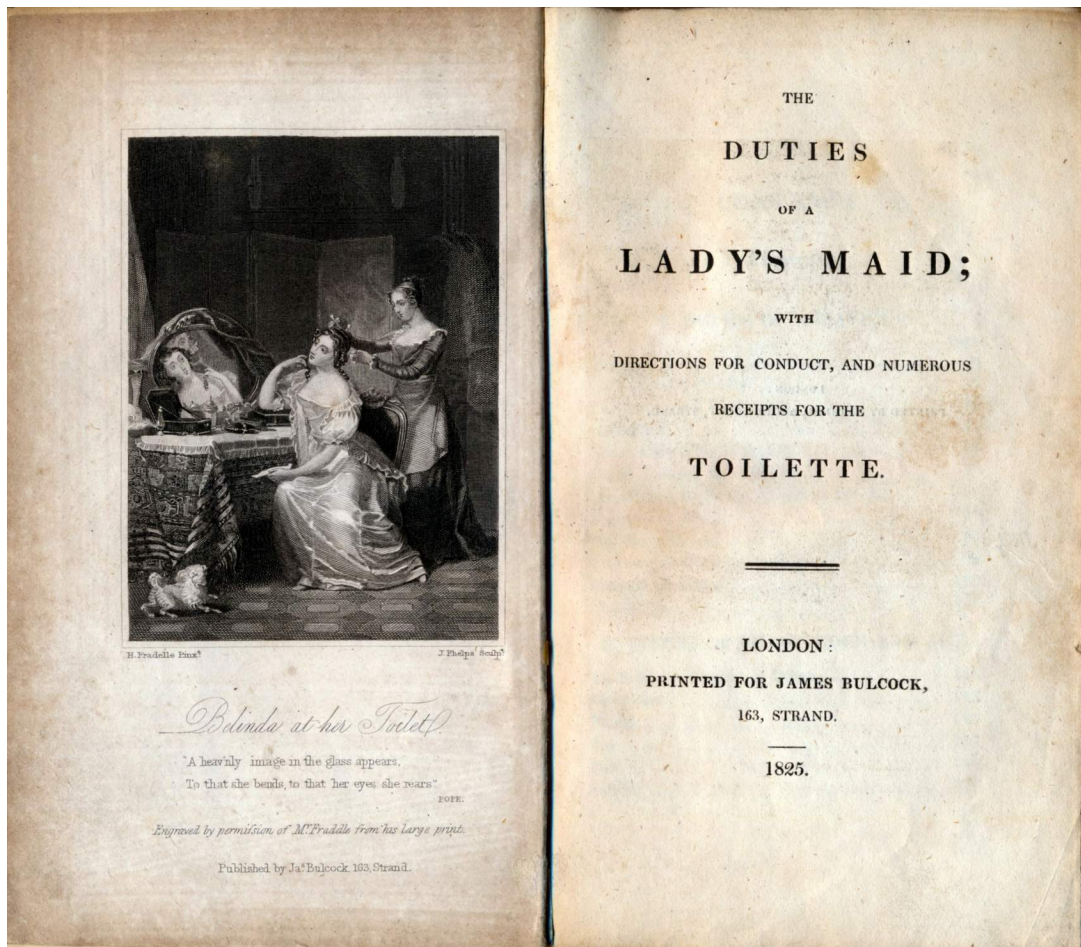 H. Fradelle Pinxt.
J. Phelps Sculpt.
Belinda at her Toilet.
"A heav'nly image in the glass appears,
To that she bends, to that her eyes she rears"
POPE.
Engraved by permiſsion of Mr. Fraddle from his large print.
Published by Jas. Bulcock, 163, Strand.
THE
DUTIES
OF A
LADY'S MAID;
WITH
DIRECTIONS FOR CONDUCT, AND NUMEROUS
RECEIPTS FOR THE
TOILETTE.
LONDON:
PRINTED FOR JAMES BULCOCK,
163, STRAND.
1825.